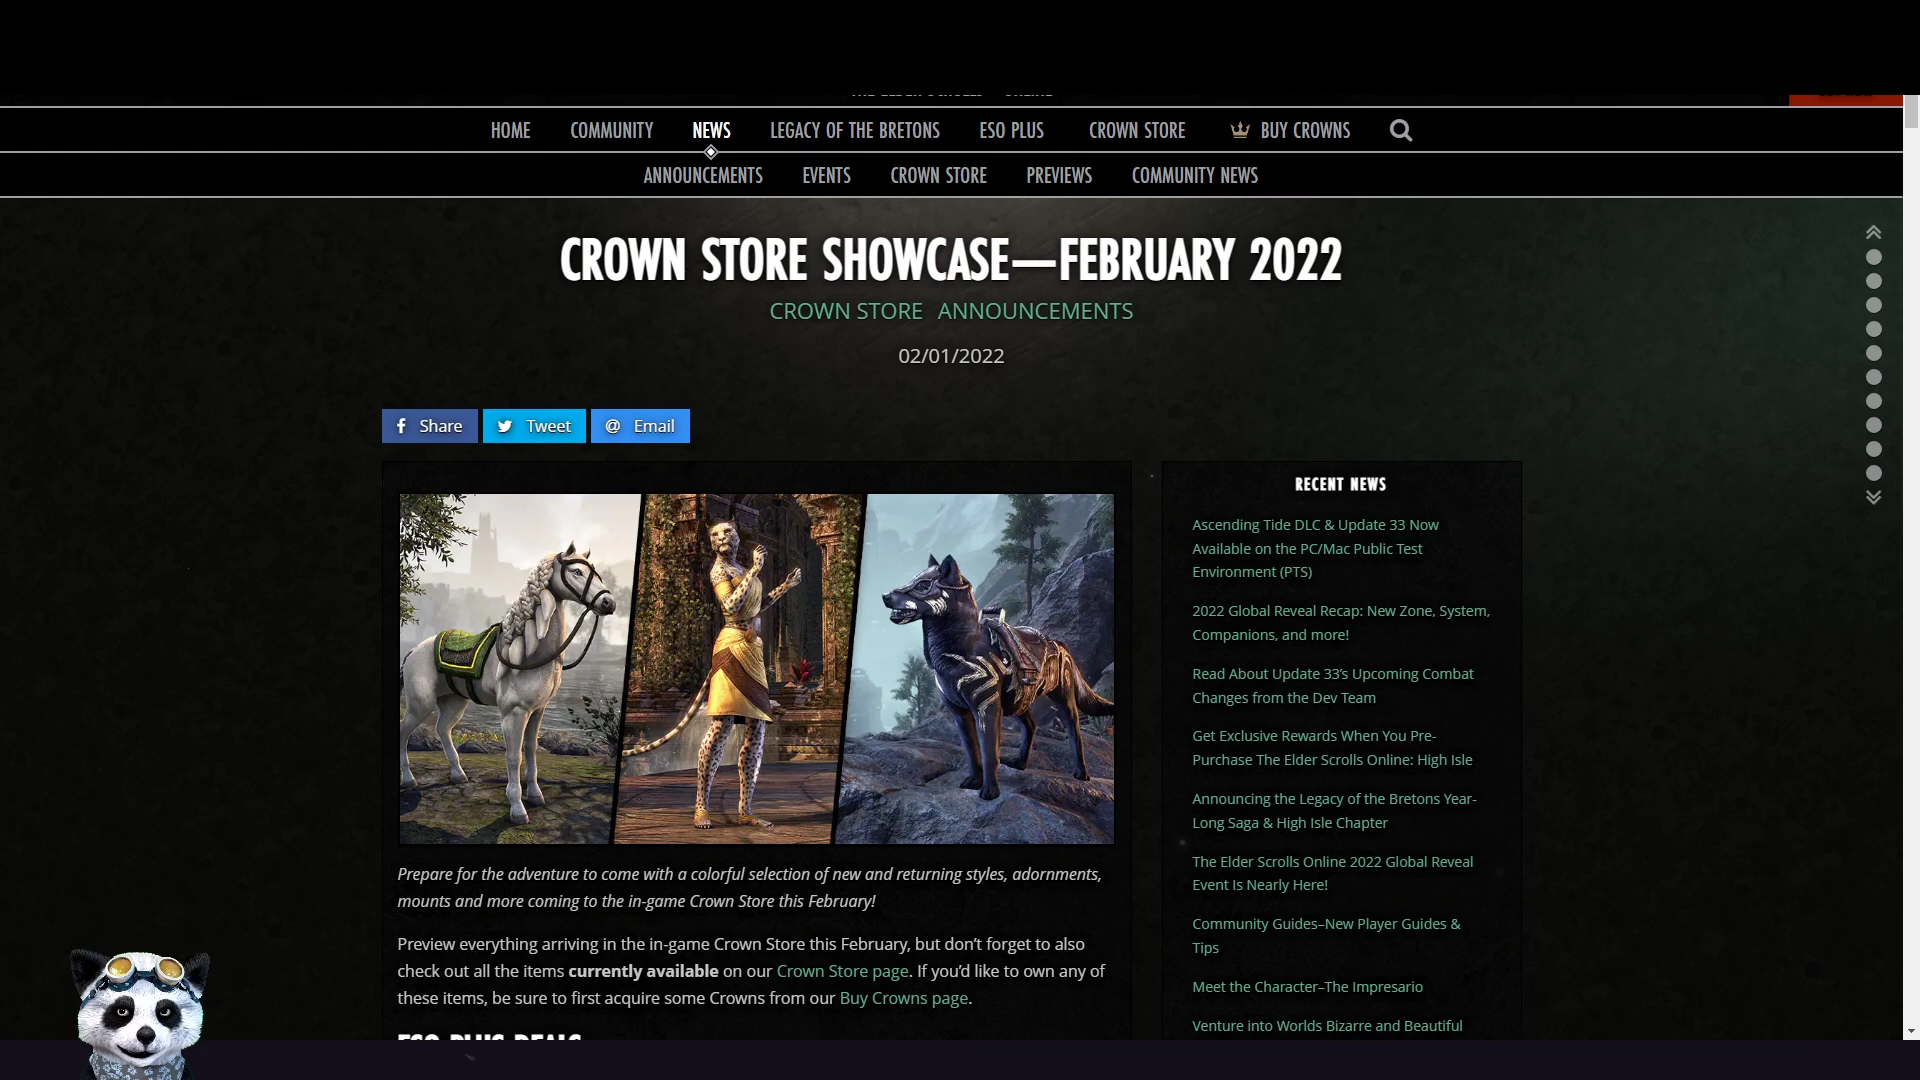 HOME COMMUNITY NEWS LEGACY OF THE BRETONS ESO PLUS CROWN STORE BUY CROWNS
ANNOUNCEMENTS EVENTS CROWN STORE PREVIEWS COMMUNITY NEWS
CROWN STORE SHOWCASE—FEBRUARY 2022
CROWN STORE ANNOUNCEMENTS
02/01/2022
Share Tweet Email
Prepare for the adventure to come with a colorful selection of new and returning styles, adornments,
mounts and more coming to the in-game Crown Store this February!
Preview everything arriving in the in-game Crown Store this February, but don't forget to also
check out all the items currently available on our Crown Store page. If you'd like to own any of
these items, be sure to first acquire some Crowns from our Buy Crowns page.
ESO PLUS DEALS
RECENT NEWS
Ascending Tide DLC & Update 33 Now
Available on the PC/Mac Public Test
Environment (PTS)
2022 Global Reveal Recap: New Zone, System,
Companions, and more!
Read About Update 33's Upcoming Combat
Changes from the Dev Team
Get Exclusive Rewards When You Pre-
Purchase The Elder Scrolls Online: High Isle
Announcing the Legacy of the Bretons Year-
Long Saga & High Isle Chapter
The Elder Scrolls Online 2022 Global Reveal
Event Is Nearly Here!
Community Guides–New Player Guides &
Tips
Meet the Character–The Impresario
Venture into Worlds Bizarre and Beautiful